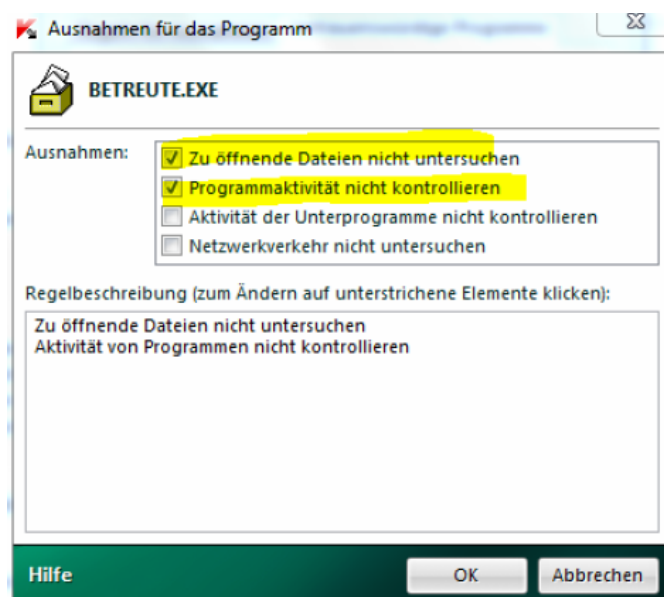 Ausnahmen für das Programm
BETREUTE.EXE
Ausnahmen:
Zu öffnende Dateien nicht untersuchen
Programmaktivität nicht kontrollieren
Aktivität der Unterprogramme nicht kontrollieren
Netzwerkverkehr nicht untersuchen
Regelbeschreibung (zum Ändern auf unterstrichene Elemente klicken):
Zu öffnende Dateien nicht untersuchen
Aktivität von Programmen nicht kontrollieren
Hilfe
OK
Abbrechen